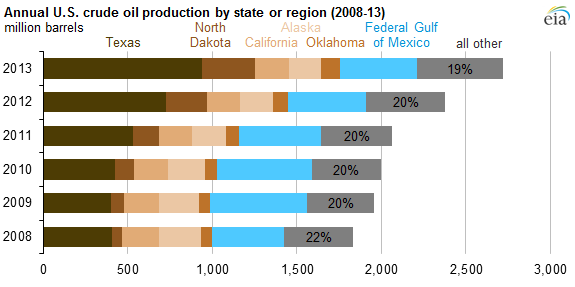 Annual U.S. crude oil production by state or region (2008-13)
million barrels
eia
Texas
North Dakota
California
Alaska
Oklahoma
Federal Gulf of Mexico
all other
2013
19%
2012
20%
2011
20%
2010
20%
2009
20%
2008
22%
0
500
1,000
1,500
2,000
2,500
3,000